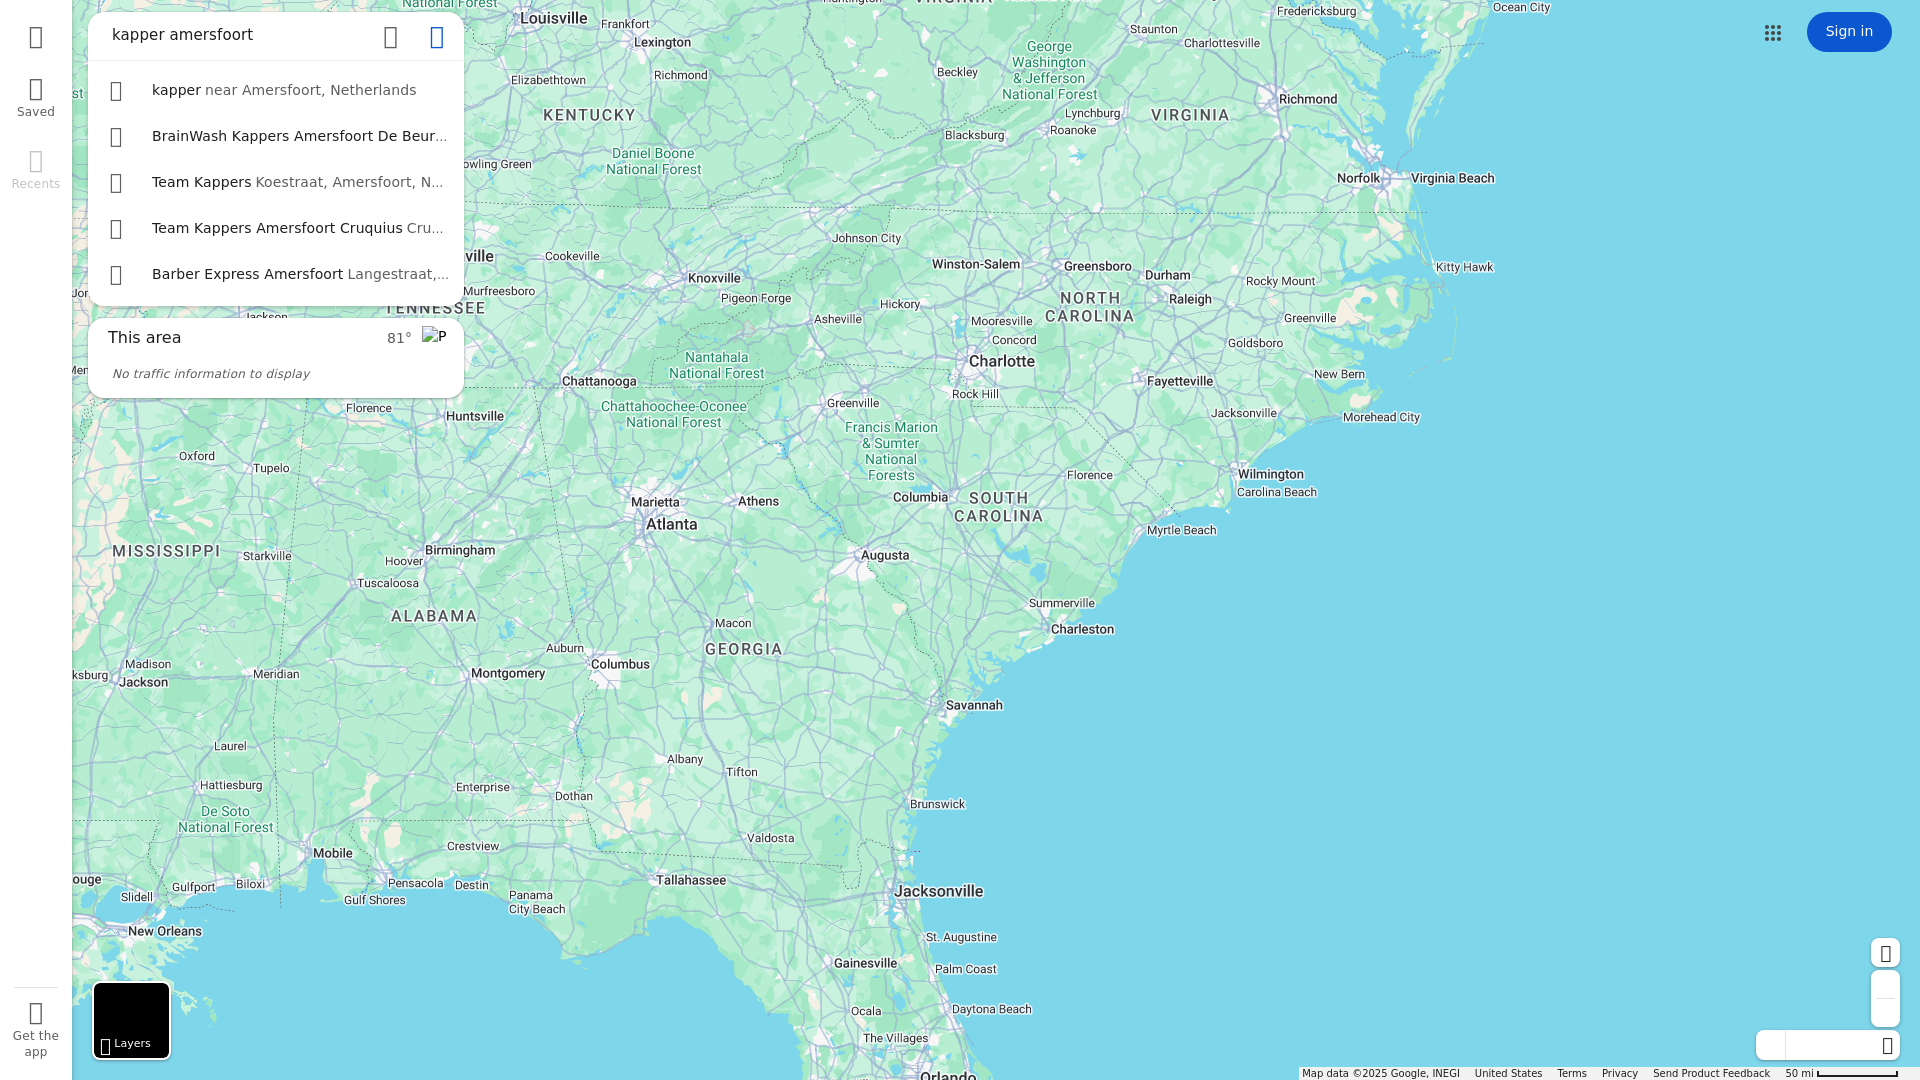 kapper amersfoort
Sign in
Saved
Recents
kapper near Amersfoort, Netherlands
BrainWash Kappers Amersfoort De Beur...
Team Kappers Koestraat, Amersfoort, N...
Team Kappers Amersfoort Cruquius Cru...
Barber Express Amersfoort Langestraat,...
This area
81°
No traffic information to display
Get the
app
Layers
Louisville
Frankfort
Lexington
Elizabethtown
Richmond
KENTUCKY
Daniel Boone
National Forest
owling Green
Beckley
George
Washington
& Jefferson
National Forest
Staunton
Charlottesville
Fredericksburg
Ocean City
Richmond
Lynchburg
Roanoke
Blacksburg
VIRGINIA
Norfolk
Virginia Beach
Johnson City
Cookeville
ville
Knoxville
Murfreesboro
TENNESSEE
Jackson
Pigeon Forge
Winston-Salem
Greensboro
Durham
Raleigh
Rocky Mount
Kitty Hawk
Hickory
NORTH
CAROLINA
Asheville
Mooresville
Concord
Charlotte
Greenville
Goldsboro
New Bern
Nantahala
National Forest
Chattanooga
Rock Hill
Fayetteville
Jacksonville
Morehead City
Florence
Huntsville
Chattahoochee-Oconee
National Forest
Greenville
Francis Marion
& Sumter
National
Forests
Oxford
Tupelo
Florence
Wilmington
Carolina Beach
Marietta
Athens
Atlanta
Columbia
SOUTH
CAROLINA
Myrtle Beach
MISSISSIPPI
Starkville
Birmingham
Hoover
Tuscaloosa
Augusta
ALABAMA
Summerville
Charleston
Macon
GEORGIA
Auburn
Columbus
Madison
ksburg
Jackson
Meridian
Montgomery
Savannah
Laurel
Albany
Tifton
Hattiesburg
Enterprise
Dothan
Brunswick
De Soto
National Forest
Valdosta
Mobile
Crestview
ouge
Gulfport
Biloxi
Slidell
Pensacola
Destin
Gulf Shores
Panama
City Beach
Tallahassee
Jacksonville
New Orleans
St. Augustine
Gainesville
Palm Coast
Ocala
Daytona Beach
The Villages
Orlando
Map data ©2025 Google, INEGI
United States
Terms
Privacy
Send Product Feedback
50 mi